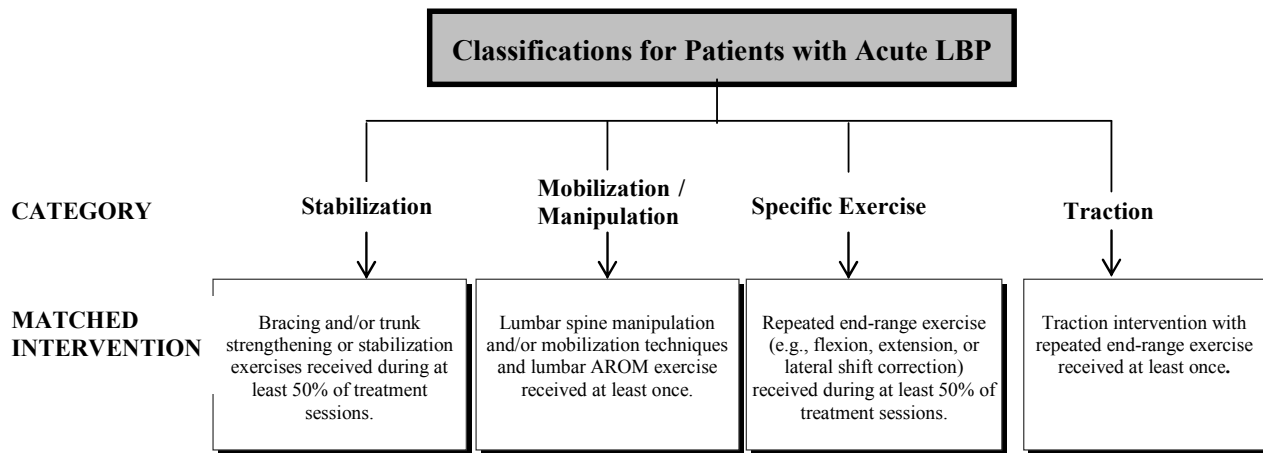 Classifications for Patients with Acute LBP
CATEGORY
Stabilization
Mobilization /
Manipulation
Specific Exercise
Traction
MATCHED
INTERVENTION
Bracing and/or trunk
strengthening or stabilization
exercises received during at
least 50% of treatment
sessions.
Lumbar spine manipulation
and/or mobilization techniques
and lumbar AROM exercise
received at least once.
Repeated end-range exercise
(e.g., flexion, extension, or
lateral shift correction)
received during at least 50% of
treatment sessions.
Traction intervention with
repeated end-range exercise
received at least once.